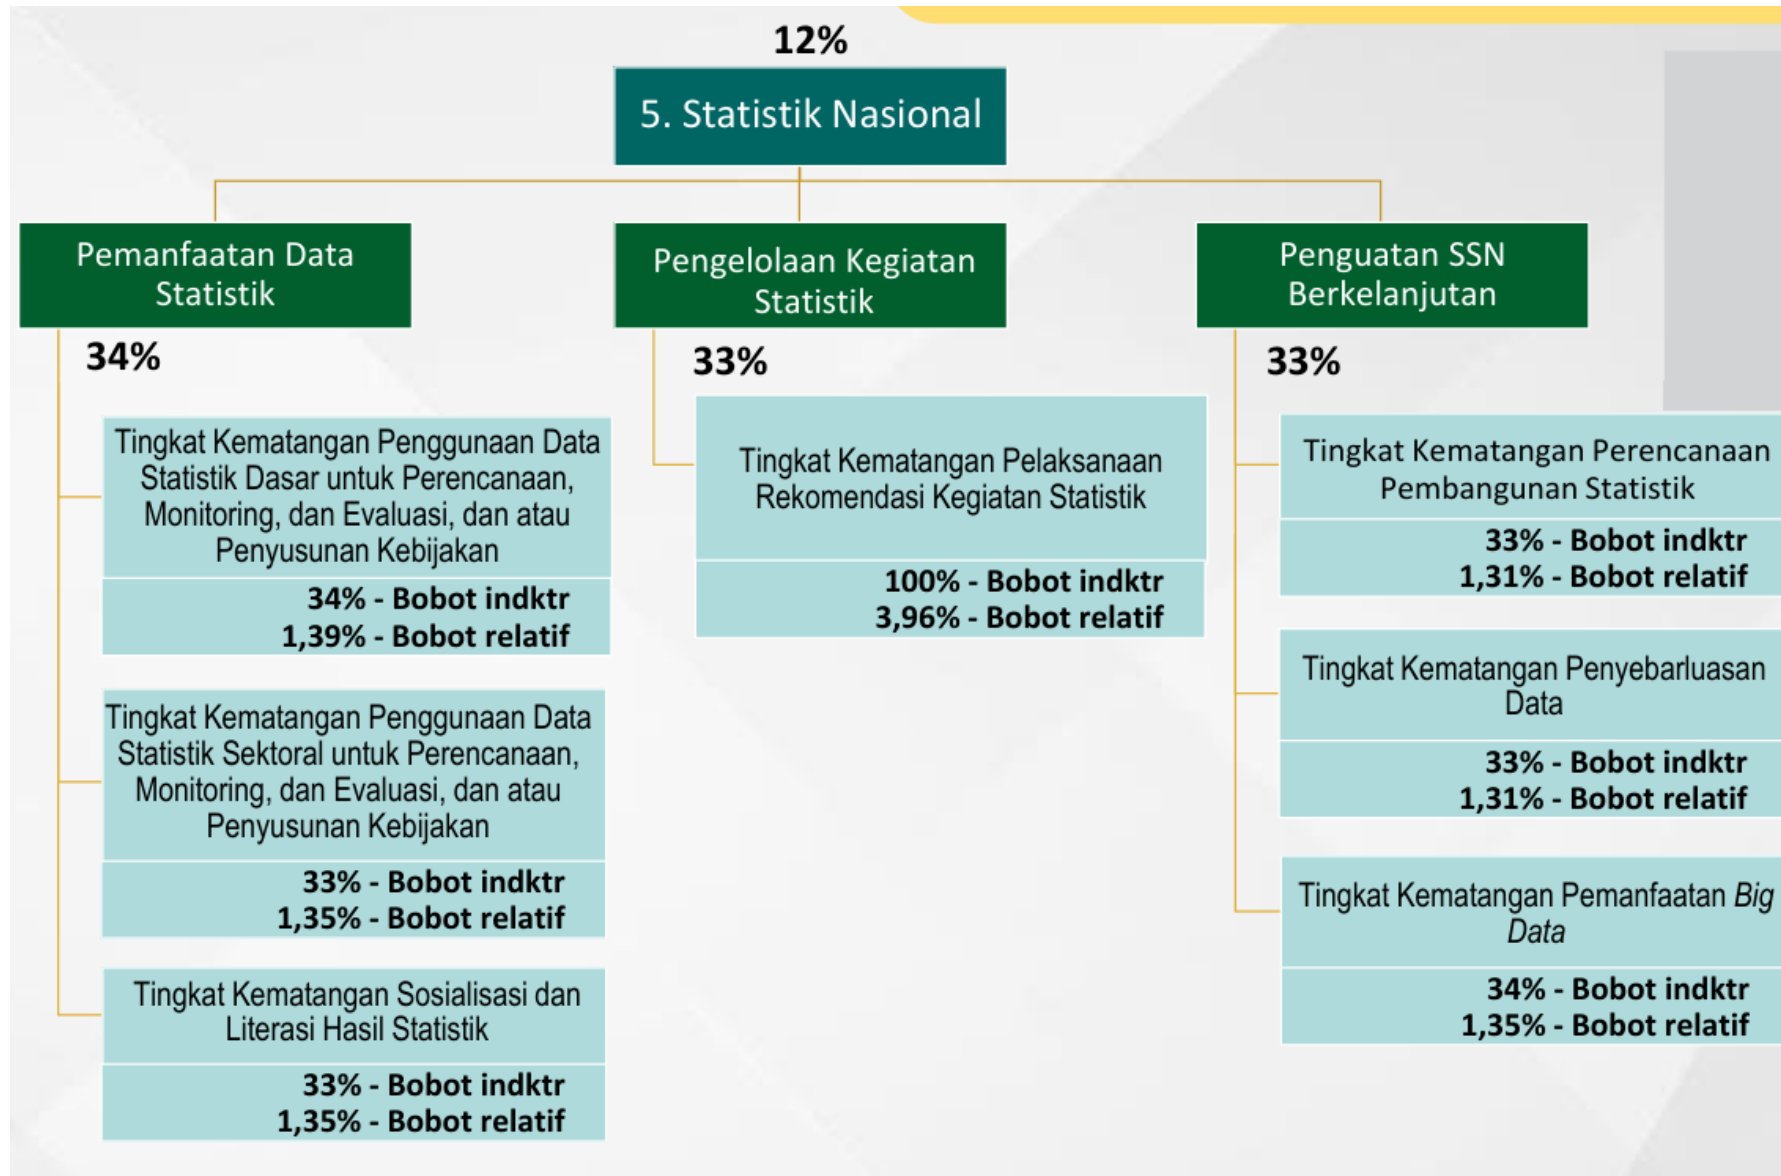 12%
5. Statistik Nasional
Pemanfaatan Data
Statistik
34%
Tingkat Kematangan Penggunaan Data
Statistik Dasar untuk Perencanaan,
Monitoring, dan Evaluasi, dan atau
Penyusunan Kebijakan
34% - Bobot indktr
1,39% - Bobot relatif
Tingkat Kematangan Penggunaan Data
Statistik Sektoral untuk Perencanaan,
Monitoring, dan Evaluasi, dan atau
Penyusunan Kebijakan
33% - Bobot indktr
1,35% - Bobot relatif
Tingkat Kematangan Sosialisasi dan
Literasi Hasil Statistik
33% - Bobot indktr
1,35% - Bobot relatif
Pengelolaan Kegiatan
Statistik
33%
Tingkat Kematangan Pelaksanaan
Rekomendasi Kegiatan Statistik
100% - Bobot indktr
3,96% - Bobot relatif
Penguatan SSN
Berkelanjutan
33%
Tingkat Kematangan Perencanaan
Pembangunan Statistik
33% - Bobot indktr
1,31% - Bobot relatif
Tingkat Kematangan Penyebarluasan
Data
33% - Bobot indktr
1,31% - Bobot relatif
Tingkat Kematangan Pemanfaatan Big
Data
34% - Bobot indktr
1,35% - Bobot relatif